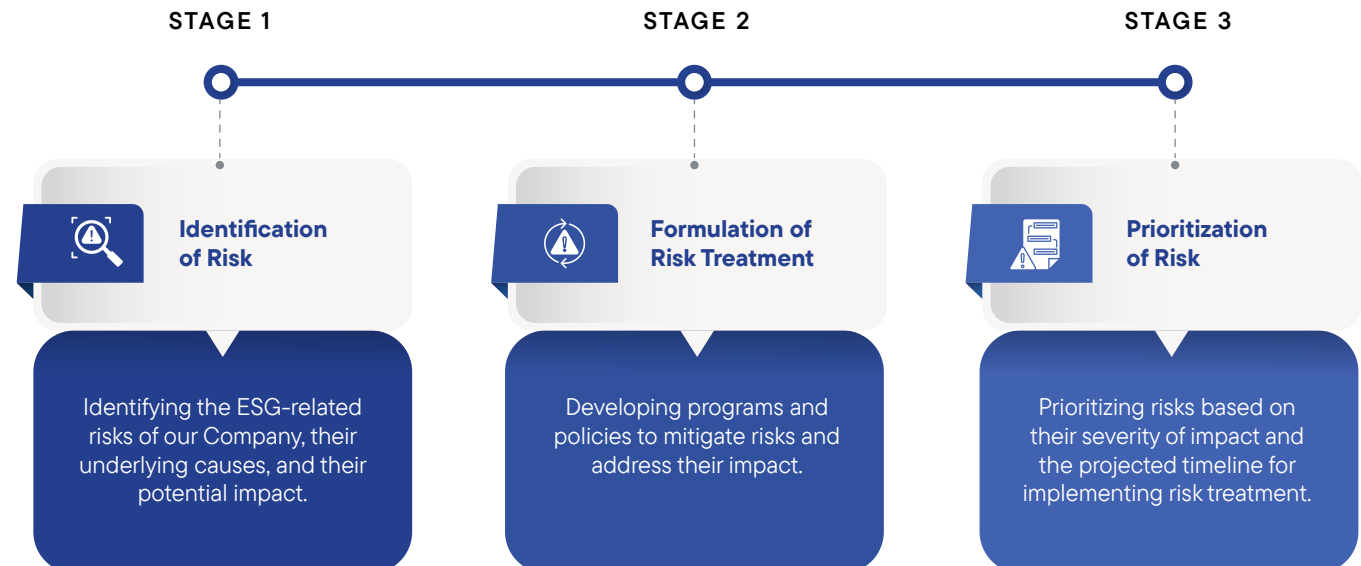 STAGE 1
STAGE 2
STAGE 3
Identification
of Risk
Formulation of
Risk Treatment
Prioritization
of Risk
Identifying the ESG-related
risks of our Company, their
underlying causes, and their
potential impact.
Developing programs and
policies to mitigate risks and
address their impact.
Prioritizing risks based on
their severity of impact and
the projected timeline for
implementing risk treatment.